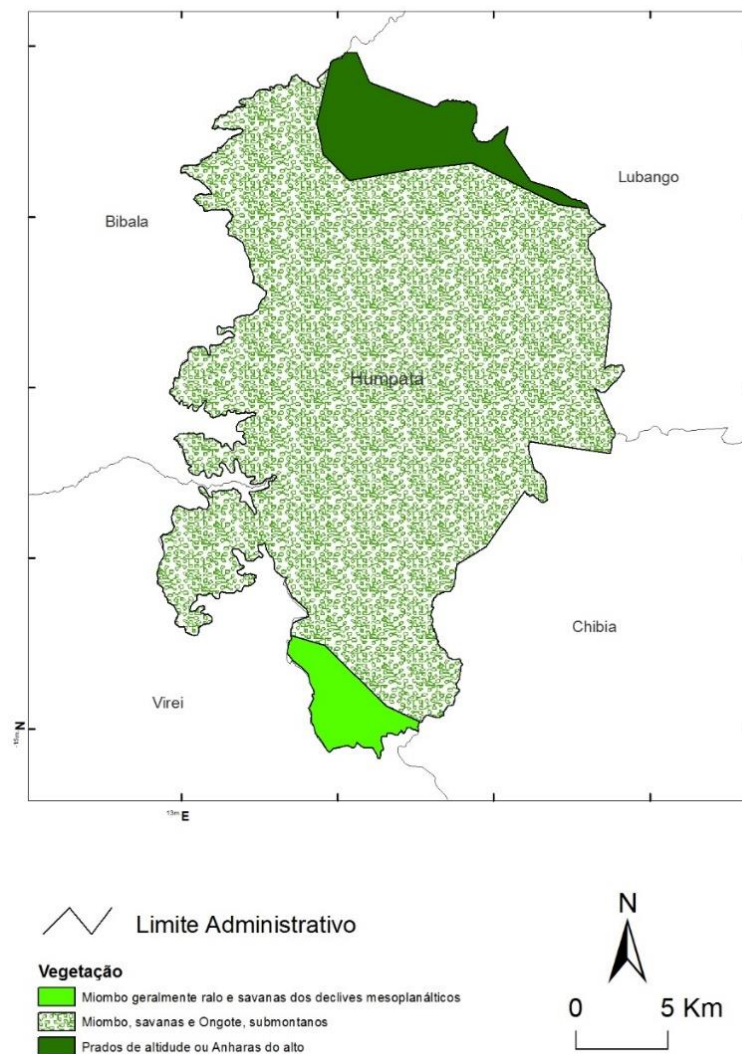 Lubango
Bibala
Humpata
Chibia
Virei
N
E
Limite Administrativo
N
Vegetação
Miombo geralmente ralo e savanas dos declives mesoplanálticos
0 5 Km
Miombo, savanas e Ongote, submontanos
Prados de altidude ou Anharas do alto